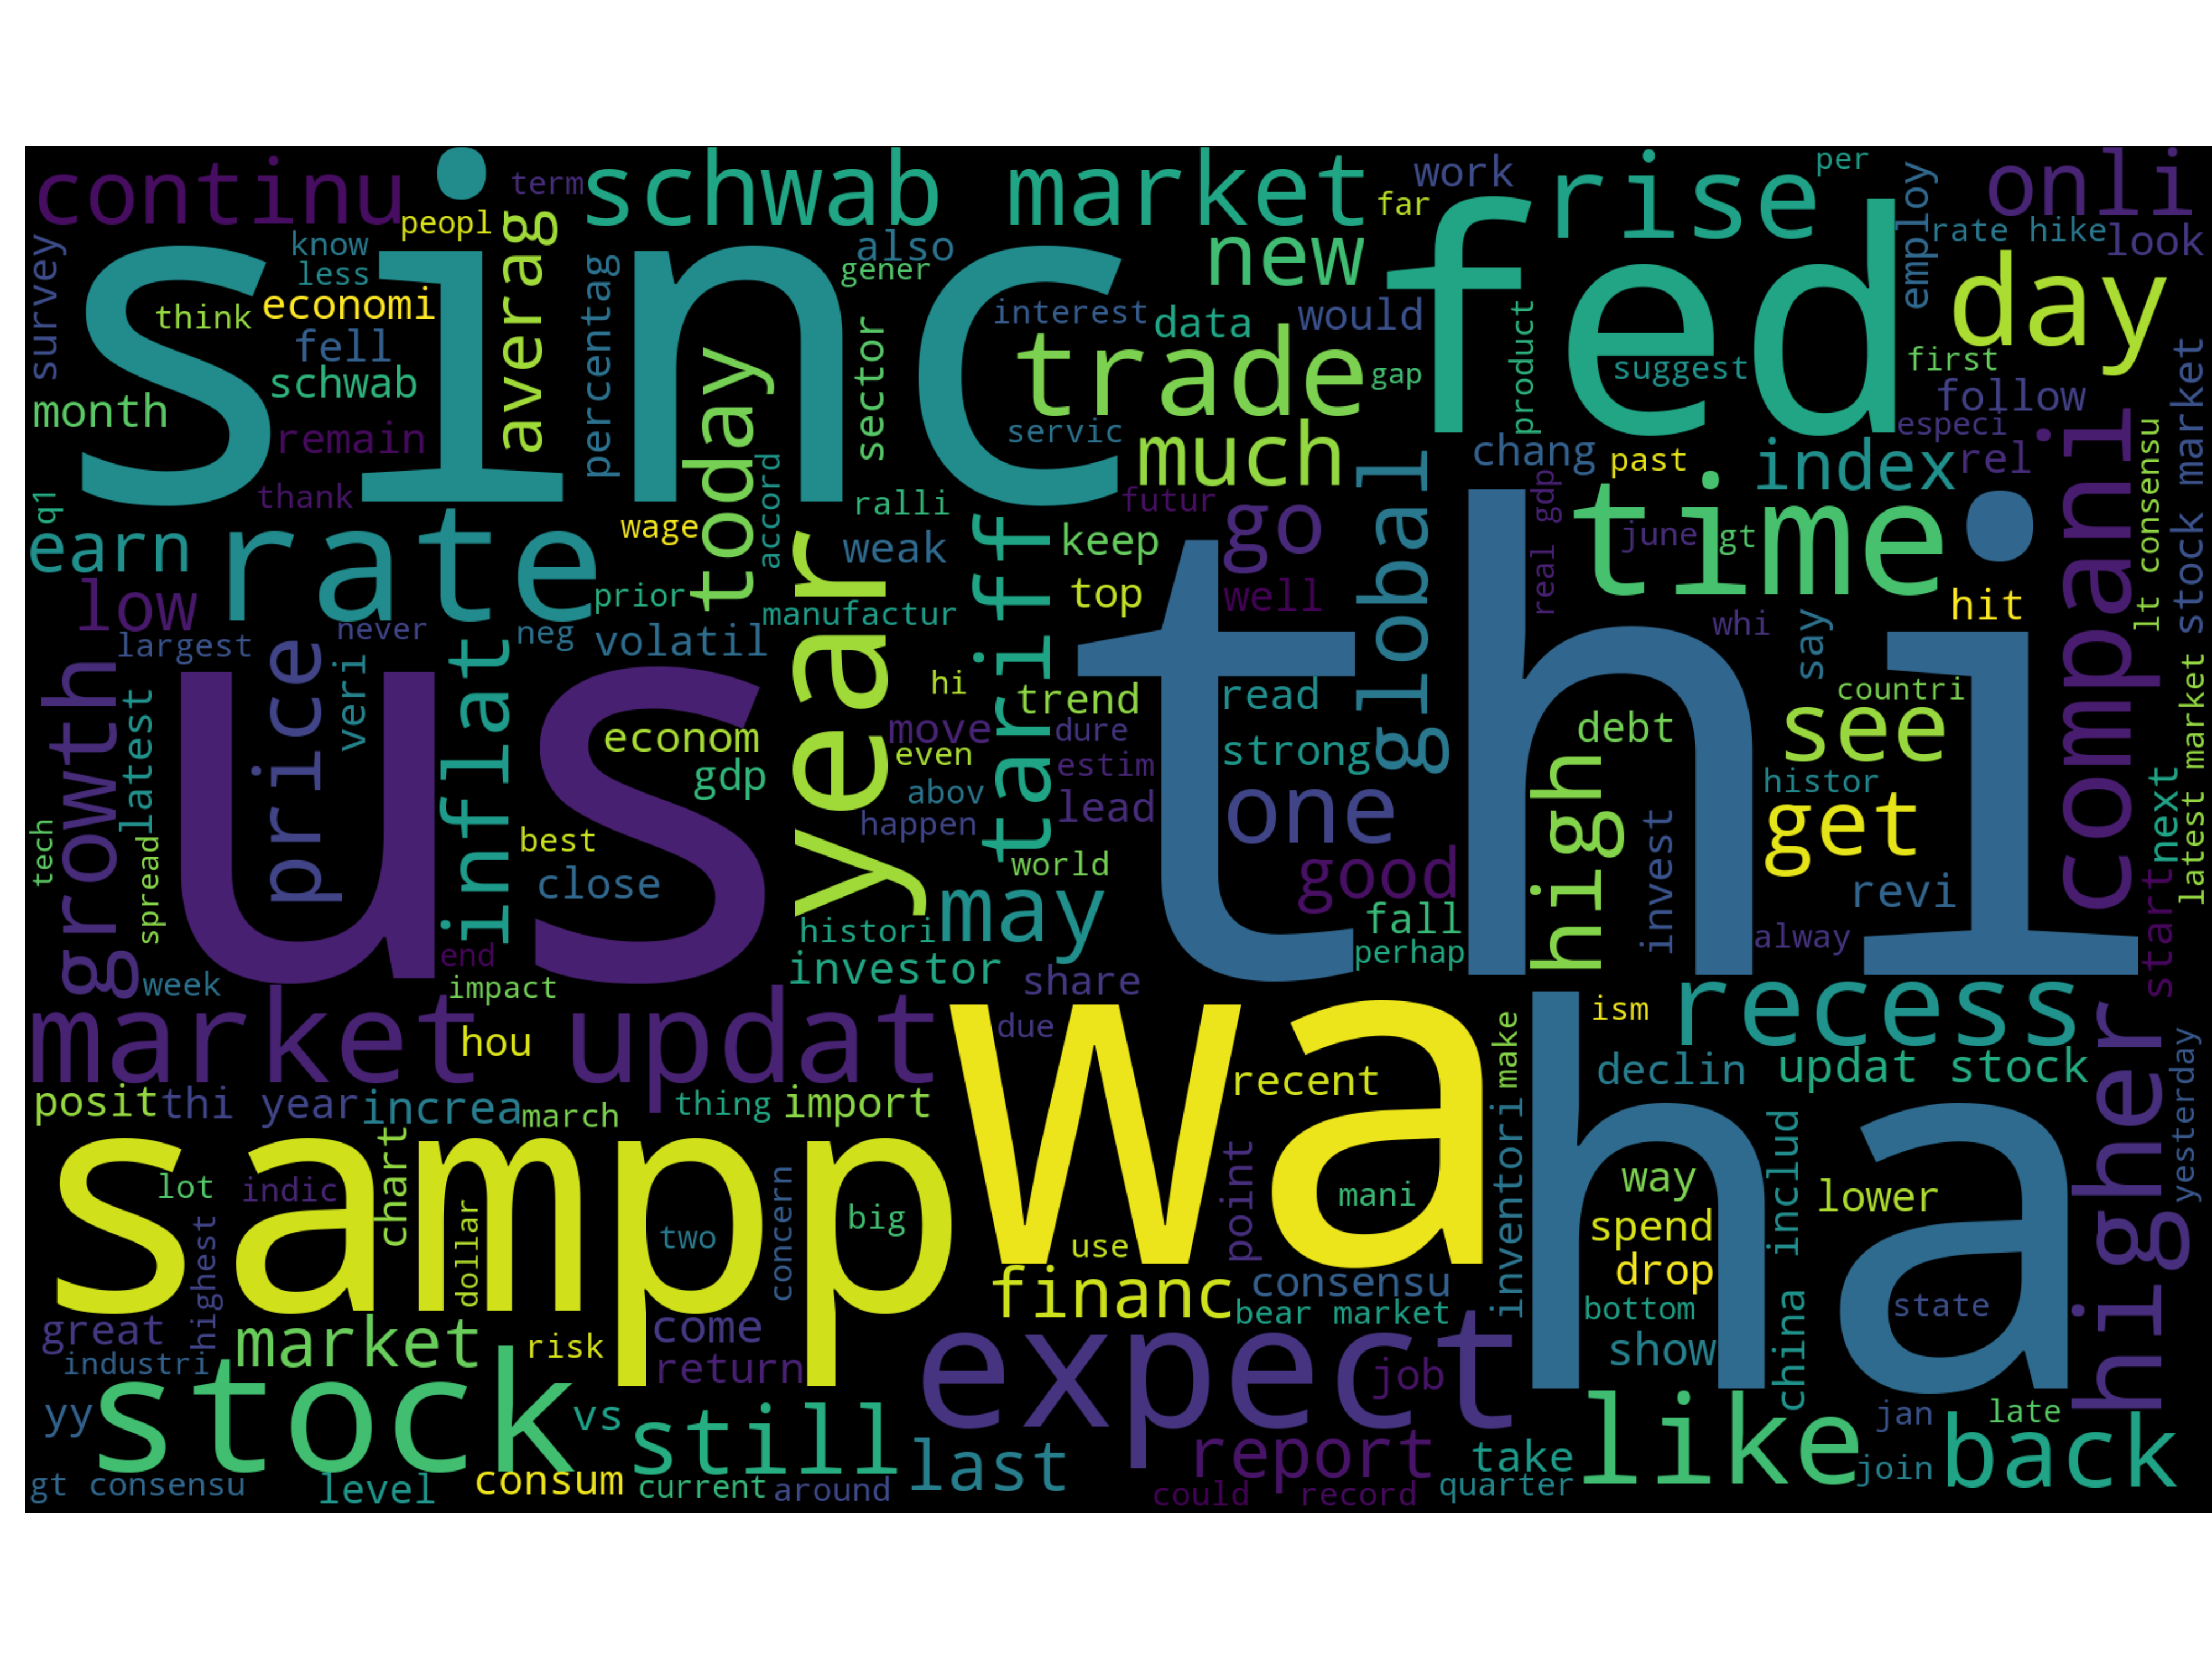 continu
term
schwab market
work
rise
per
onli
peopl
far
know
also
new
employ
rate hike
look
survey
less
averag
percentag
gener
day
think
economi
interest
data
would
product
fell
today
sector
trade
gap
suggest
first
stock market
schwab
sinc
fed
follow
month
remain
servic
much
chang
past
index
rel
especi
compani
lt consensu
thank
accord
ralli
futur
eq1
earn
rate
wage
year
weak
tariff
keep
go
global
real gdp
time
june
gt
low
prior
manufactur
top
well
hit
largest
never
neg
volatil
whi
say
growth
price
veri
inflat
hi
trend
read
countri
latest
us
econom
move
dure
strong
thi
high
debt
see
latest market
gdp
even
estim
histor
next
tech
spread
best
abov
lead
one
invest
get
happen
world
good
close
revi
start
may
histori
fall
alway
end
investor
perhap
week
impact
share
recess
market updat
hou
due
wa
ism
higher
make
recent
declin
updat stock
yesterday
posit
thi year
increa
march
thing
import
inventori
ha
china includ
sampp
chart
lot
indic
concern
point
mani
way
lower
highest
dollar
two
big
use
spend
financ
consensu
drop
great
market
risk
come
bear market
bottom
state
industri
return
expect
job
show
yy
stock
vs
still
last
report
take
like
jan
late
back
gt consensu
level
consum
current
around
could
record
quarter
join